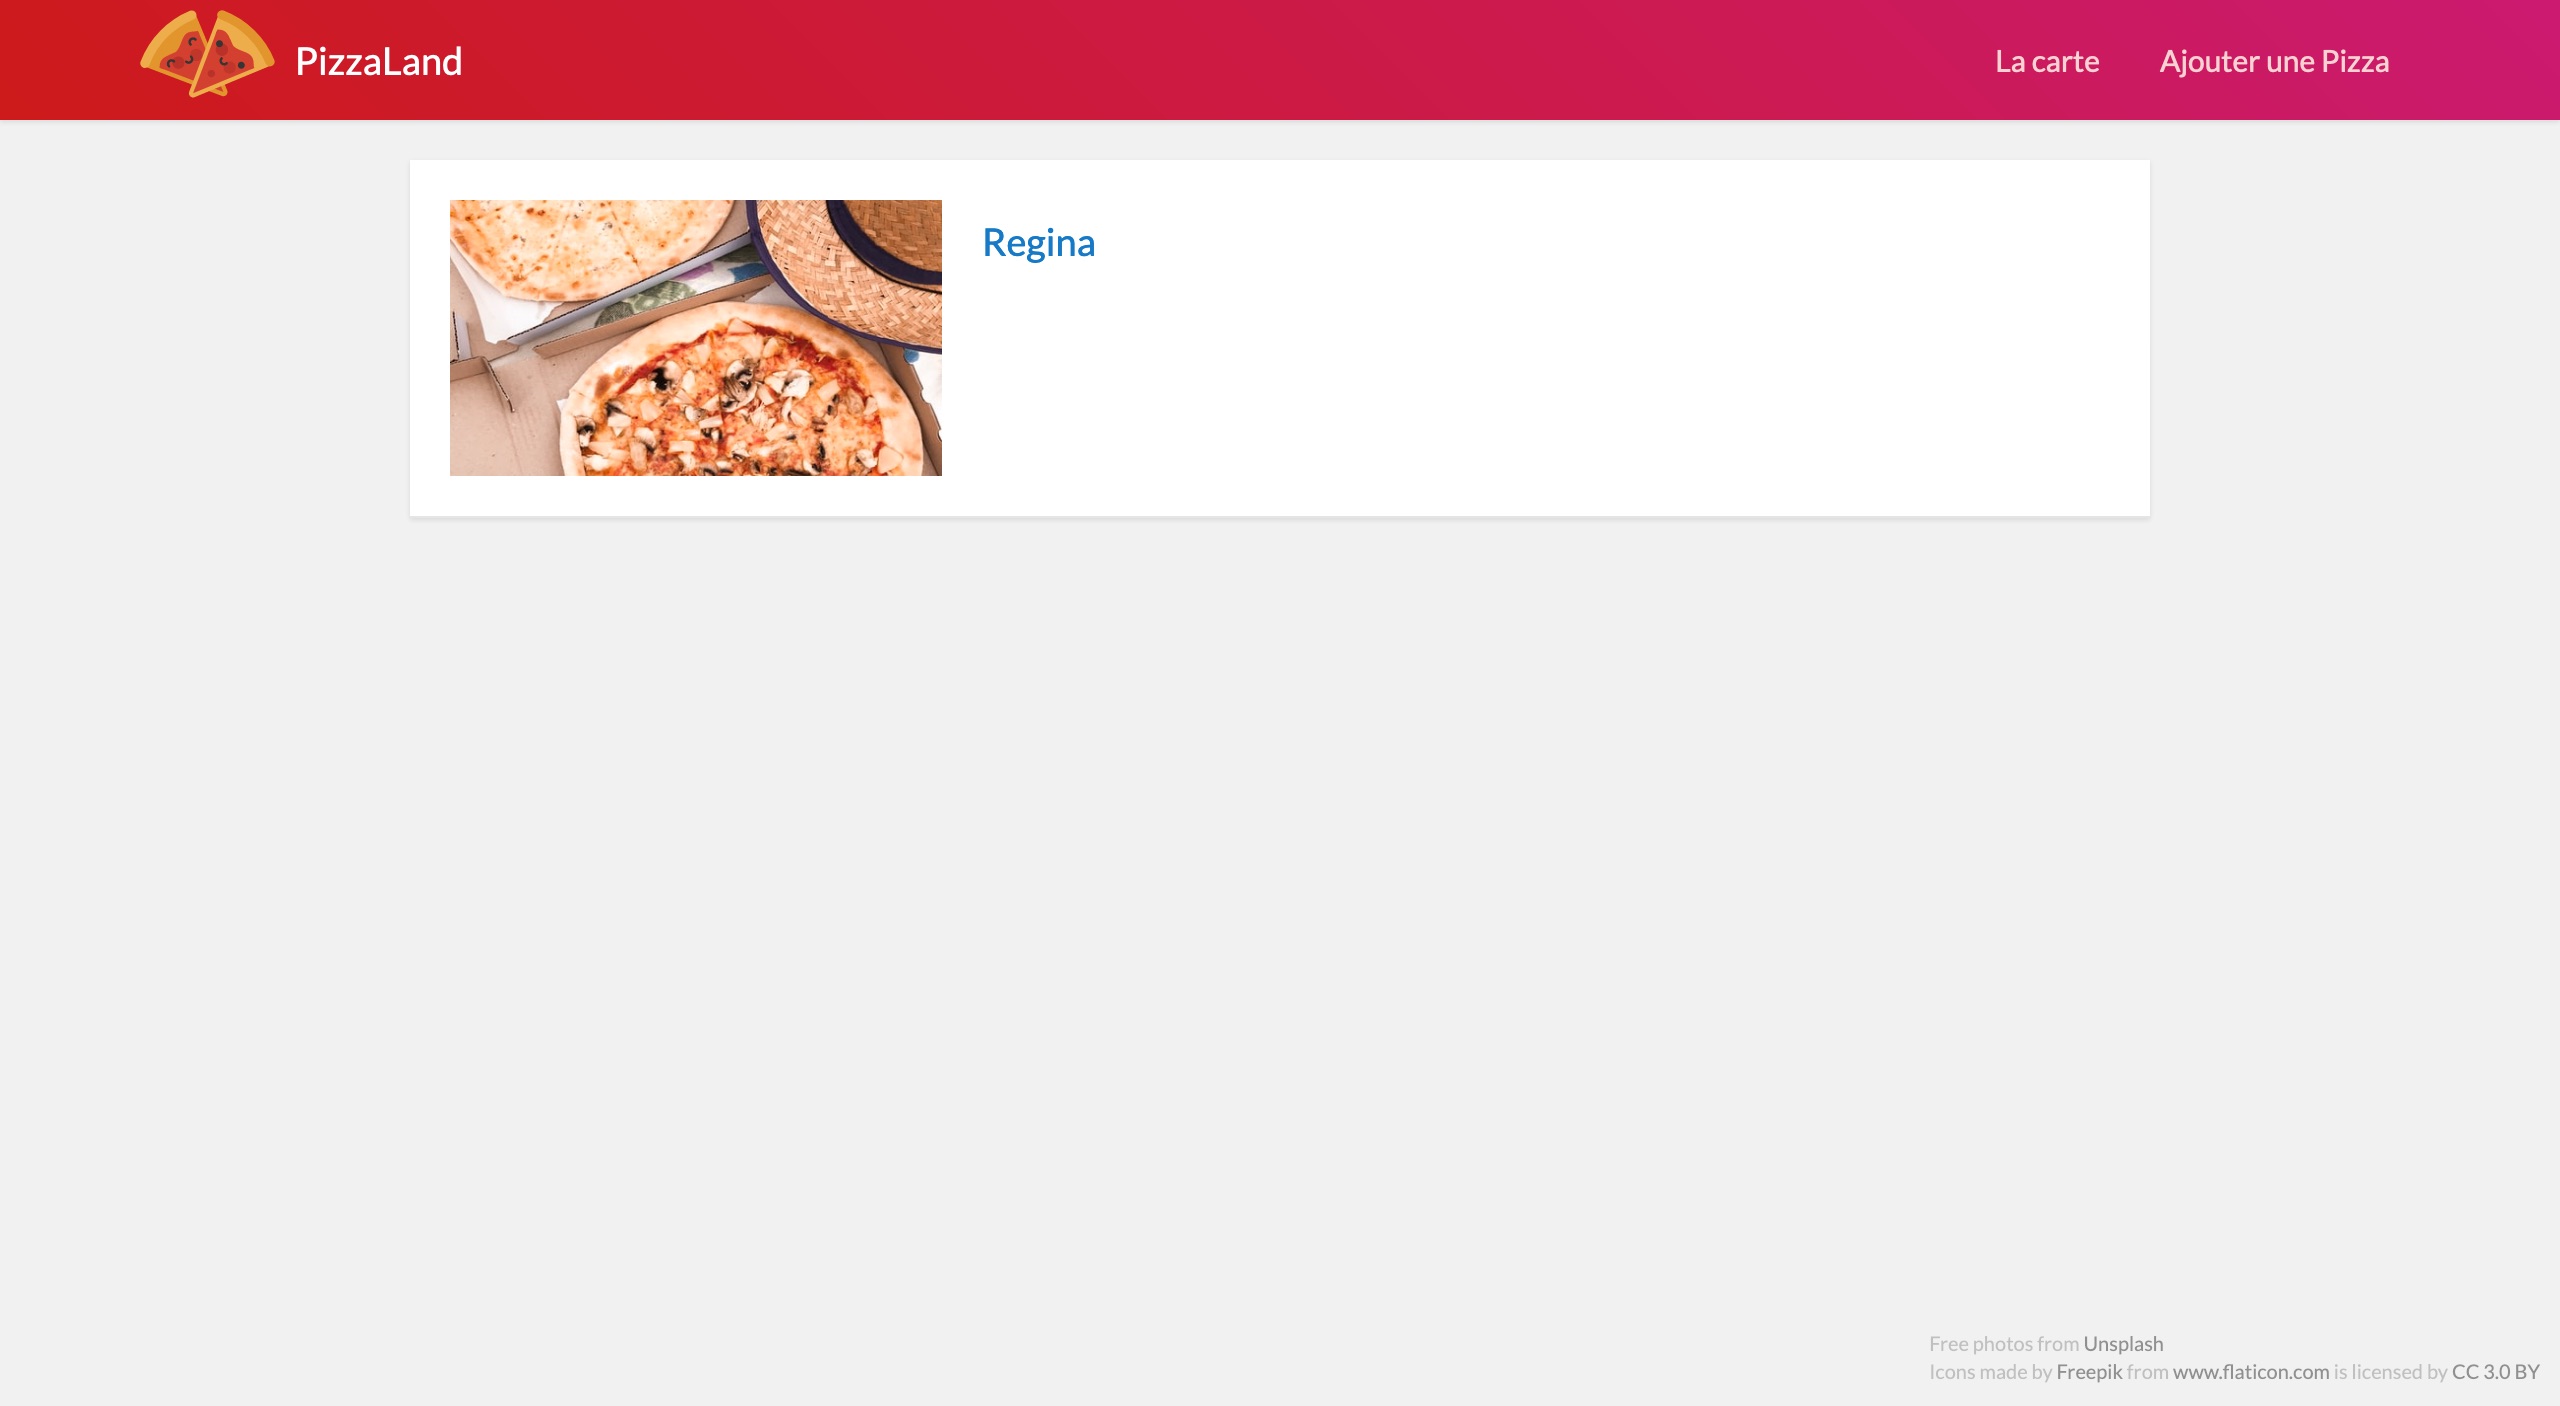 PizzaLand
La carte
Ajouter une Pizza
Regina
Free photos from Unsplash
Icons made by Freepik from www.flaticon.com is licensed by CC 3.0 BY